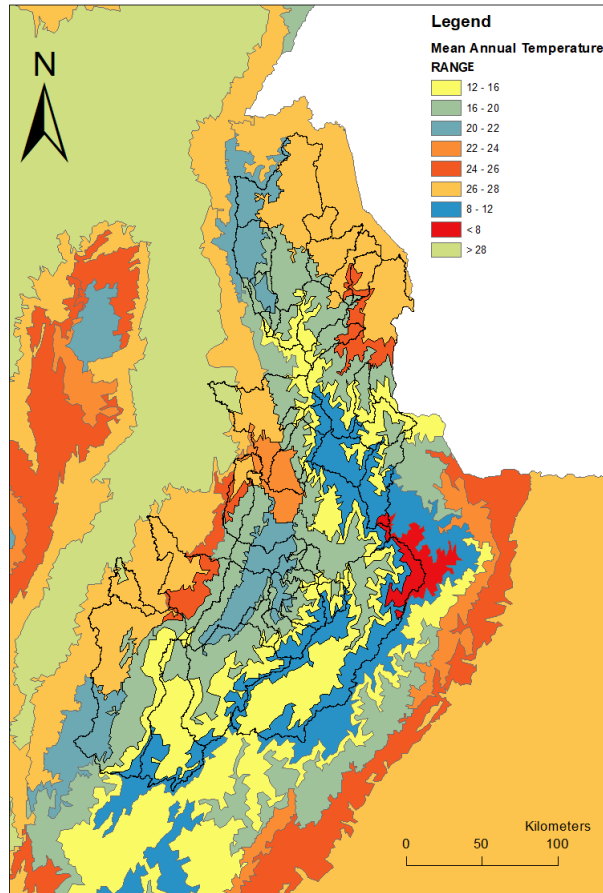 Legend
Mean Annual Temperature
RANGE
12 - 16
16 - 20
20 - 22
22 - 24
24 - 26
26 - 28
8 - 12
< 8
> 28
N
Kilometers
0 50 100